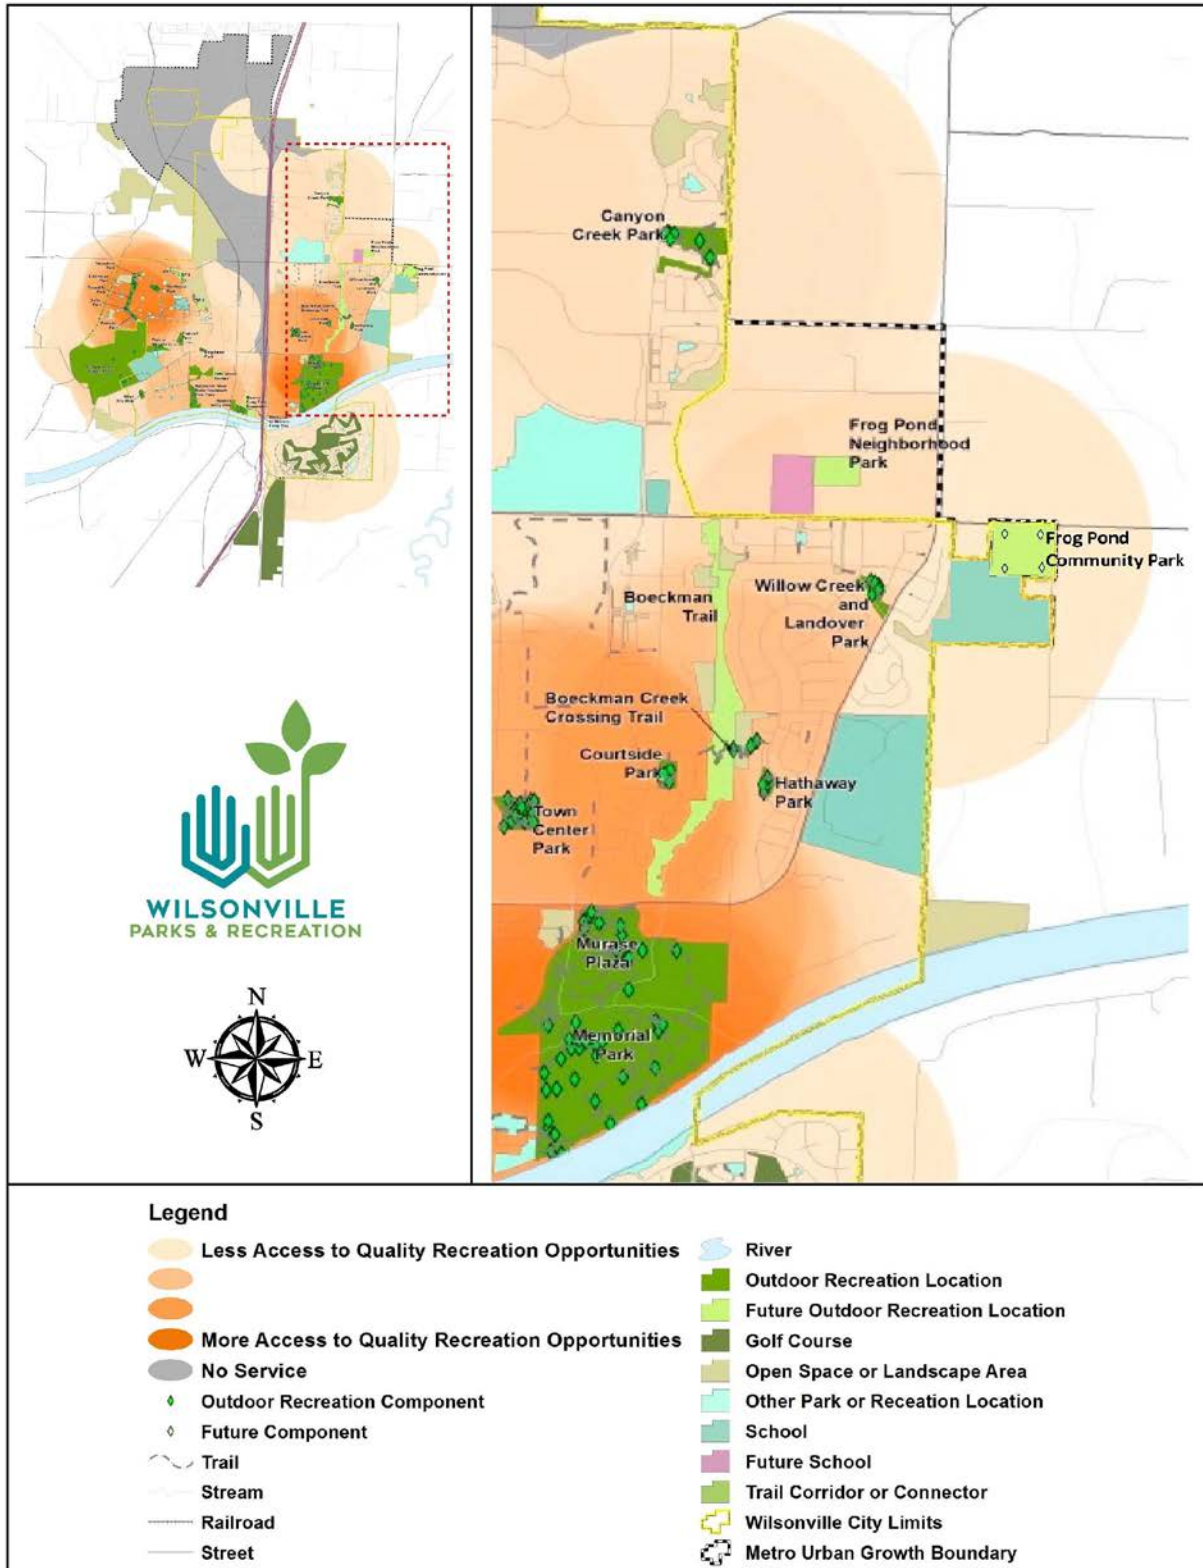 Canyon
Creek Park
Frog Pond
Neighborhood
Park
Frog Pond
Community Park
Willow Creek
and
Landover
Park
Boeckman
Trail
Boeckman Creek
Crossing Trail
Courtside
Park
Hathaway
Park
Town
Center
Park
Murase
Plaza
Memorial
Park
WILSONVILLE
PARKS & RECREATION
N
W
E
S
Legend
Less Access to Quality Recreation Opportunities
More Access to Quality Recreation Opportunities
No Service
Outdoor Recreation Component
Future Component
Trail
Stream
Railroad
Street
River
Outdoor Recreation Location
Future Outdoor Recreation Location
Golf Course
Open Space or Landscape Area
Other Park or Receation Location
School
Future School
Trail Corridor or Connector
Wilsonville City Limits
Metro Urban Growth Boundary